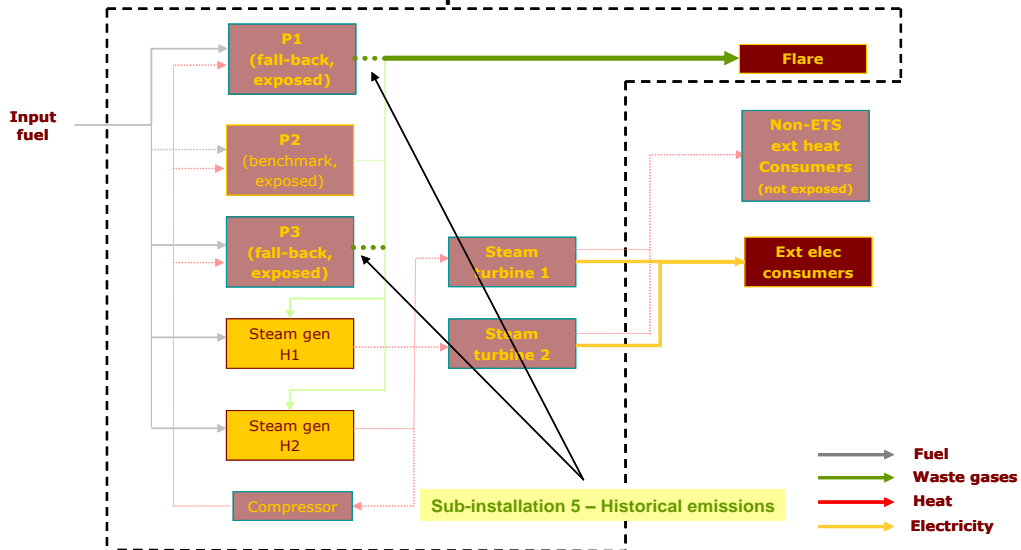 P1
(fall-back,
exposed)
Flare
Input
fuel
P2
(benchmark,
exposed)
Non-ETS
ext heat
Consumers
(not exposed)
P3
(fall-back,
exposed)
Steam
turbine 1
Ext elec
consumers
Steam gen
H1
Steam
turbine 2
Steam gen
H2
Compressor
Sub-installation 5 – Historical emissions
Fuel
Waste gases
Heat
Electricity